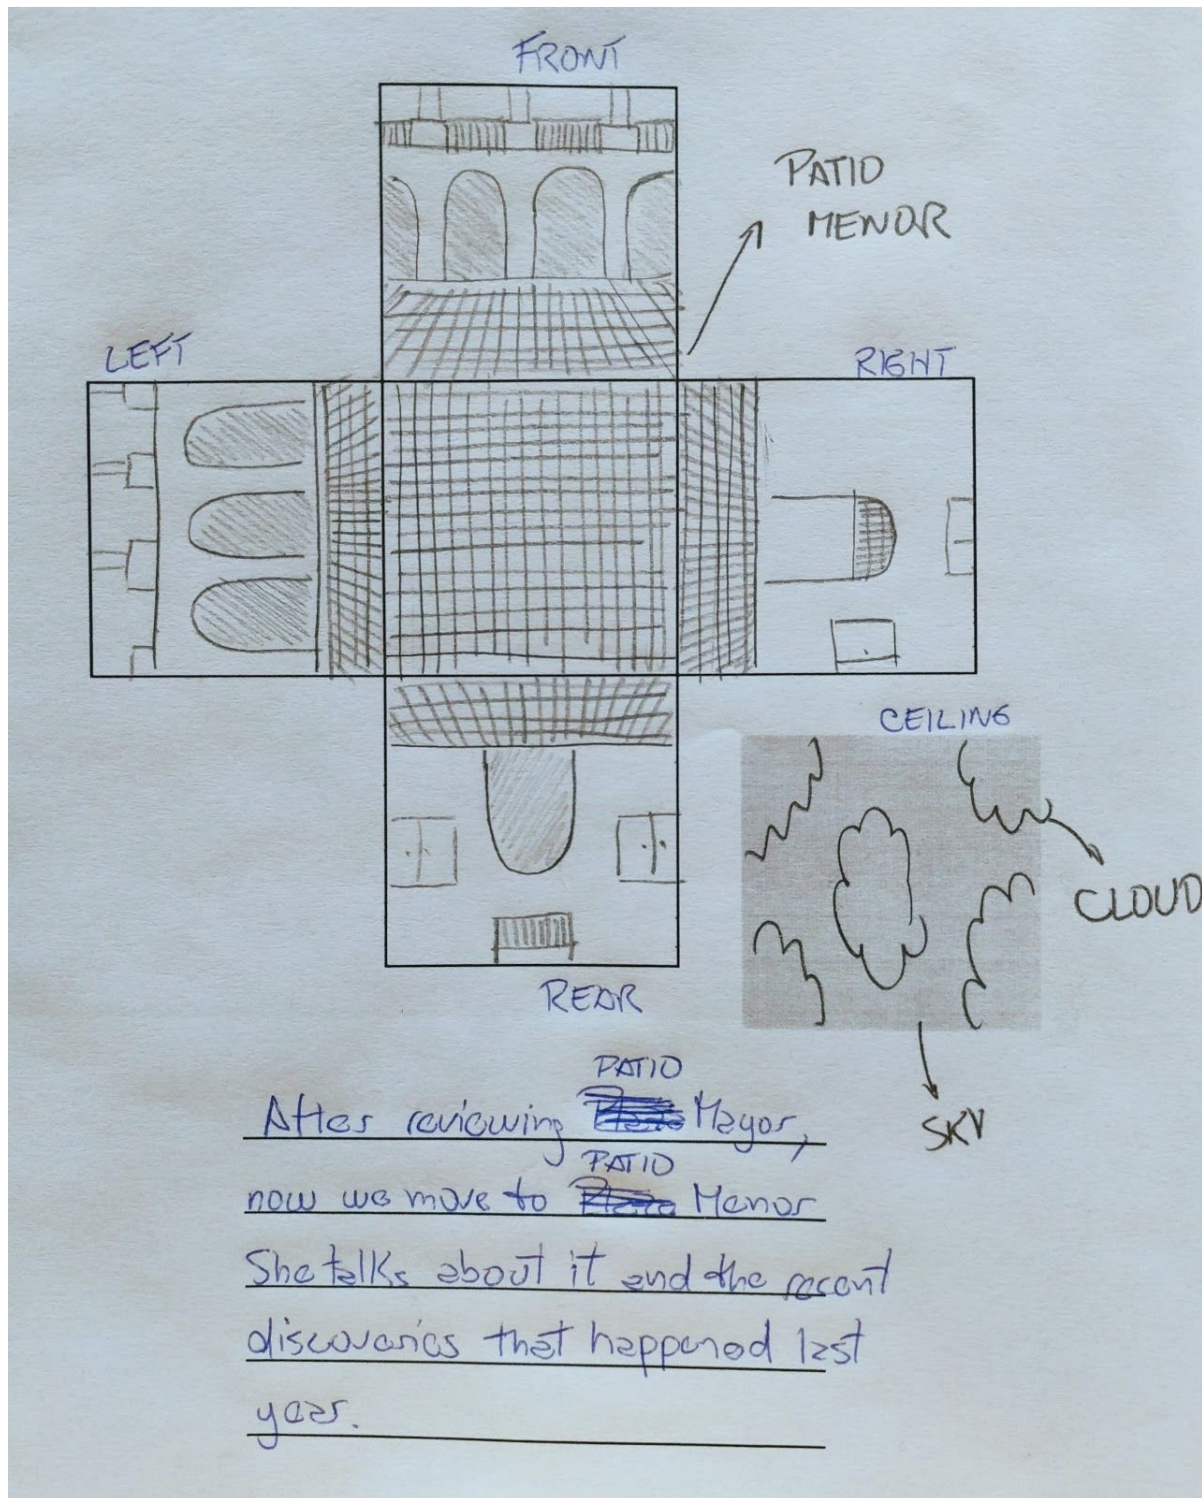 FRONT
PATIO
MENOR
LEFT
RIGHT
CEILING
CLOUD
REAR
SKY
PATIO
After reviewing Mayor,
PATIO
now we move to Menor
She talks about it and the recent
discoveries that happened last
year.